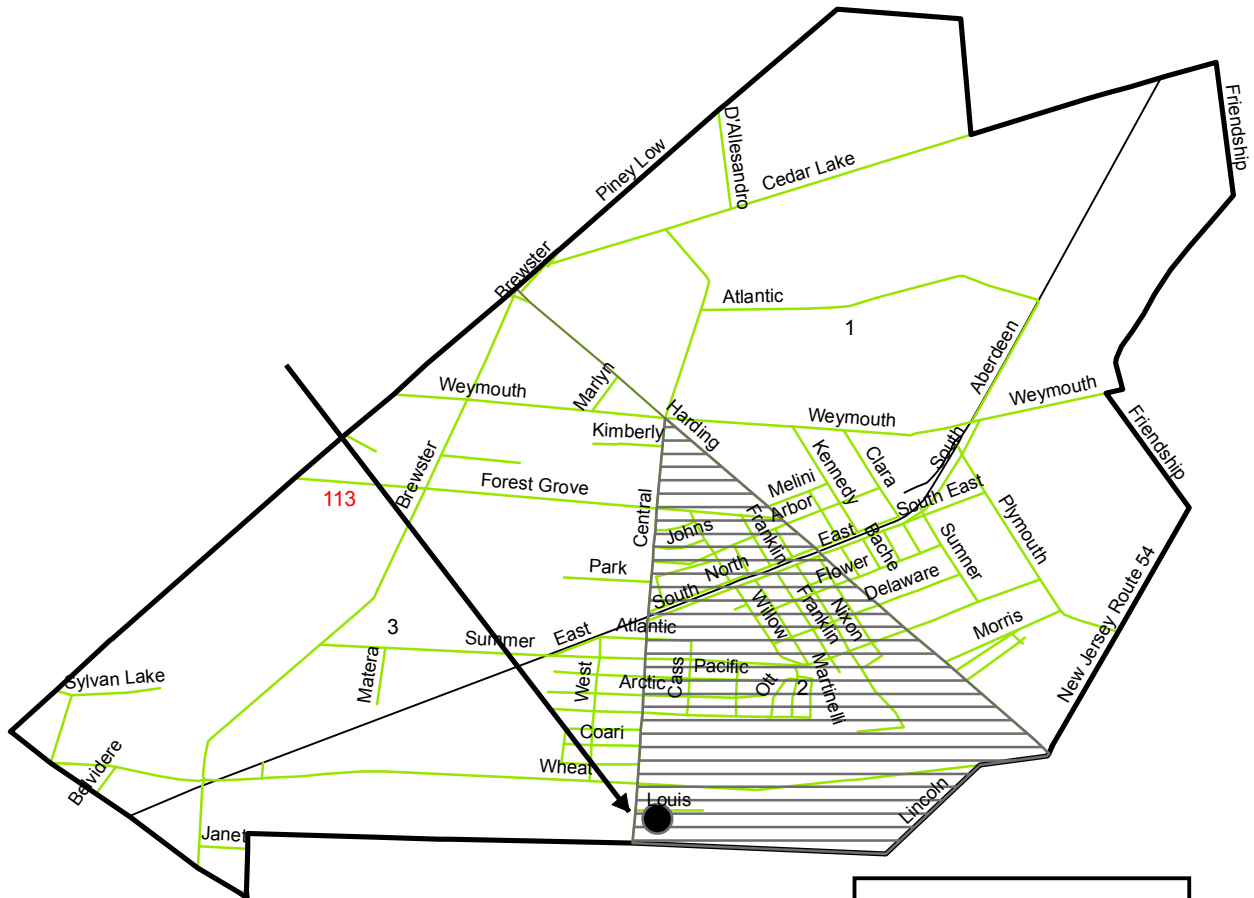 Friendship
D'Allesandro
Piney Low
Cedar Lake
Brewster
Atlantic
1
Aberdeen
Marlyn
Weymouth
Weymouth
Weymouth
Harding
Friendship
Kimberly
Kennedy
Clara
South
Brewster
113
Forest Grove
Central
Melini
Arbor
South East
Plymouth
Johns
Franklin
East
Bache
Sumner
Park
North
South
Flower
Delaware
Willow
Franklin
Nixon
Morris
3
Summer
East
Atlantic
New Jersey Route 54
Sylvan Lake
Matera
West
Arctic
Cass
Pacific
Ott
2
Martinelli
Coari
Wheat
Belvidere
Louis
Lincoln
Janet